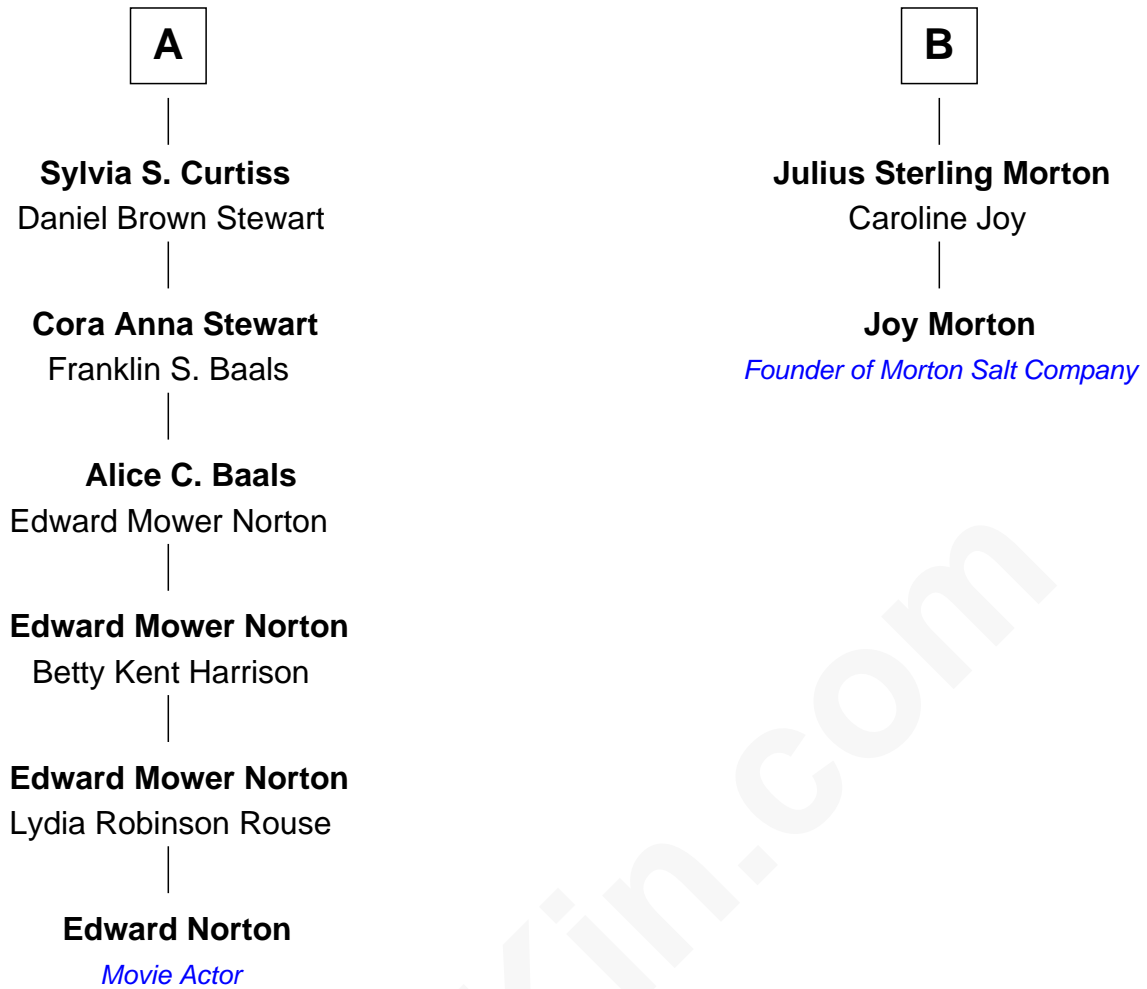 A
Sylvia S. Curtiss
Daniel Brown Stewart
Cora Anna Stewart
Franklin S. Baals
Alice C. Baals
Edward Mower Norton
Edward Mower Norton
Betty Kent Harrison
Edward Mower Norton
Lydia Robinson Rouse
Edward Norton
Movie Actor
B
Julius Sterling Morton
Caroline Joy
Joy Morton
Founder of Morton Salt Company
Kin.com